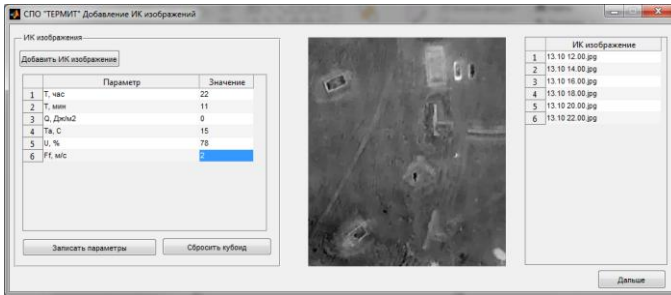 СПО "ТЕРМИТ" Добавление ИК изображений
ИК изображения
Добавить ИК изображение
Параметр Значение
1 T, час 22
2 T, мин 11
3 Q, Дж/м2 0
4 Ta, C 15
5 U, % 78
6 Ff, м/с 2
Записать параметры Сбросить кубоид
ИК изображение
1 13.10 12.00.jpg
2 13.10 14.00.jpg
3 13.10 16.00.jpg
4 13.10 18.00.jpg
5 13.10 20.00.jpg
6 13.10 22.00.jpg
Дальше